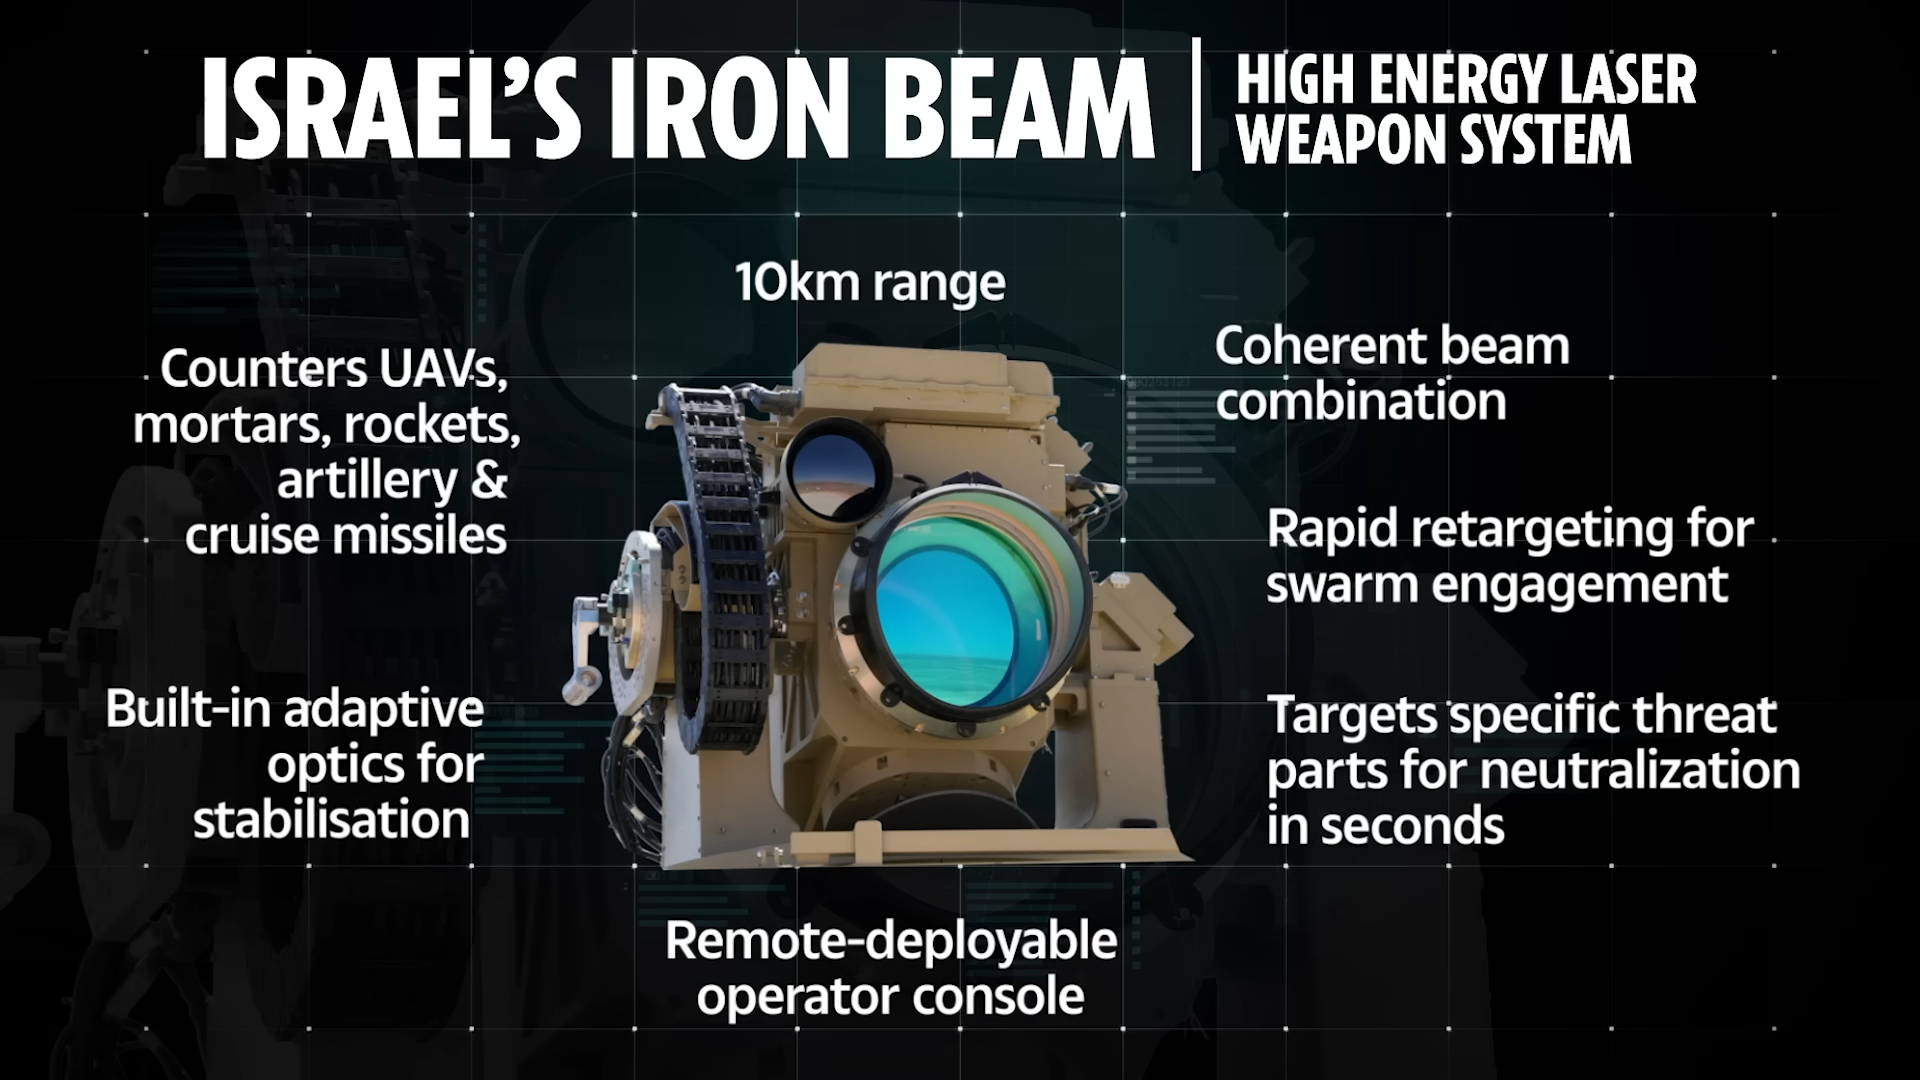 ISRAEL'S IRON BEAM
HIGH ENERGY LASER
WEAPON SYSTEM
10km range
Counters UAVs,
mortars, rockets,
artillery &
cruise missiles
Coherent beam
combination
Rapid retargeting for
swarm engagement
Built-in adaptive
optics for
stabilisation
Targets specific threat
parts for neutralization
in seconds
Remote-deployable
operator console